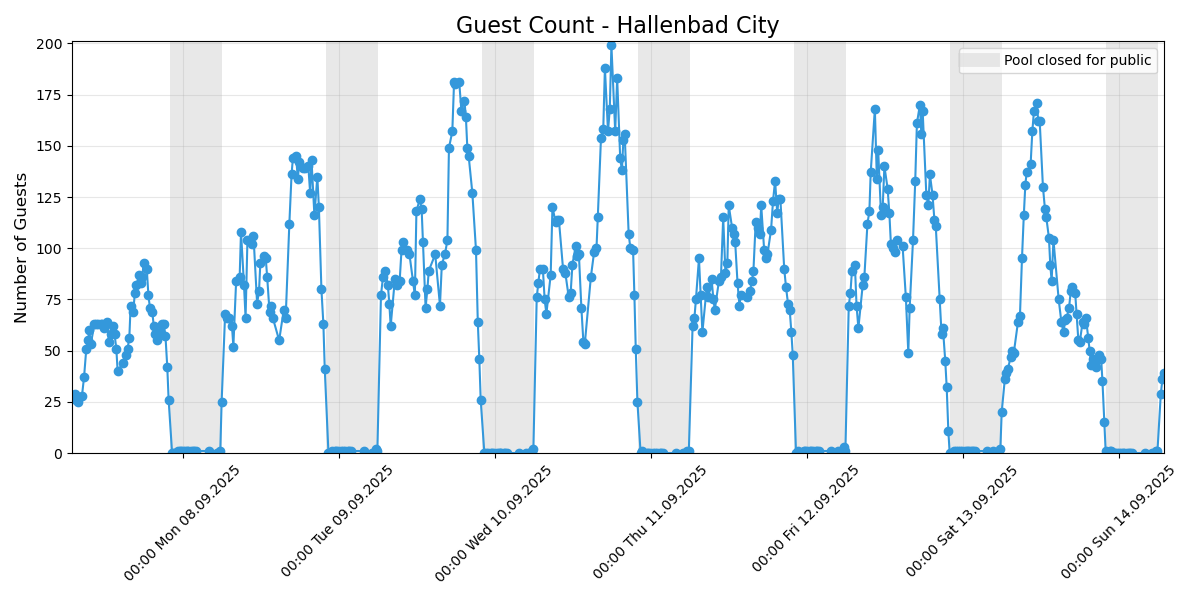 Guest Count - Hallenbad City
Pool closed for public
Number of Guests
200
175
150
125
100
75
50
25
0
00:00 Mon 08.09.2025
00:00 Tue 09.09.2025
00:00 Wed 10.09.2025
00:00 Thu 11.09.2025
00:00 Fri 12.09.2025
00:00 Sat 13.09.2025
00:00 Sun 14.09.2025